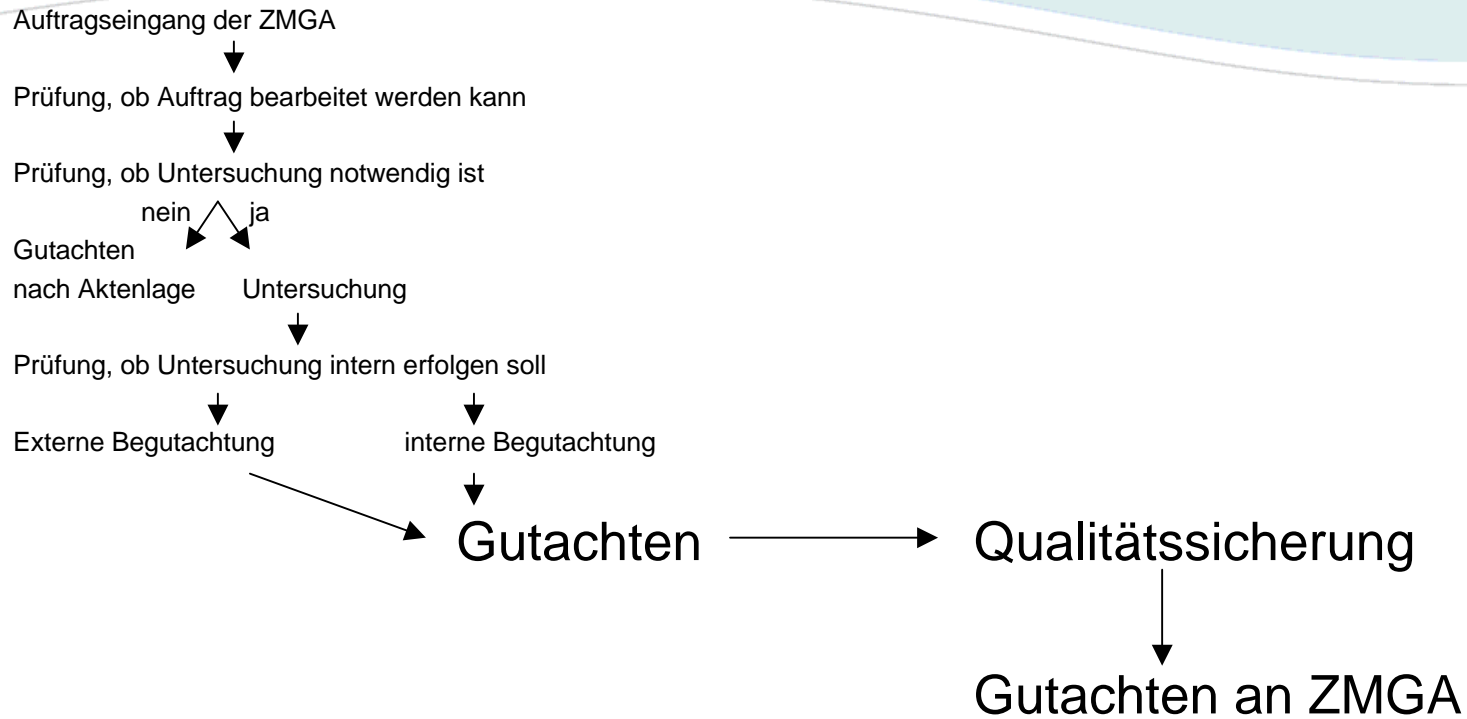 Auftragseingang der ZMGA
Prüfung, ob Auftrag bearbeitet werden kann
Prüfung, ob Untersuchung notwendig ist
nein ja
Gutachten
nach Aktenlage Untersuchung
Prüfung, ob Untersuchung intern erfolgen soll
Externe Begutachtung interne Begutachtung
Gutachten Qualitätssicherung
Gutachten an ZMGA